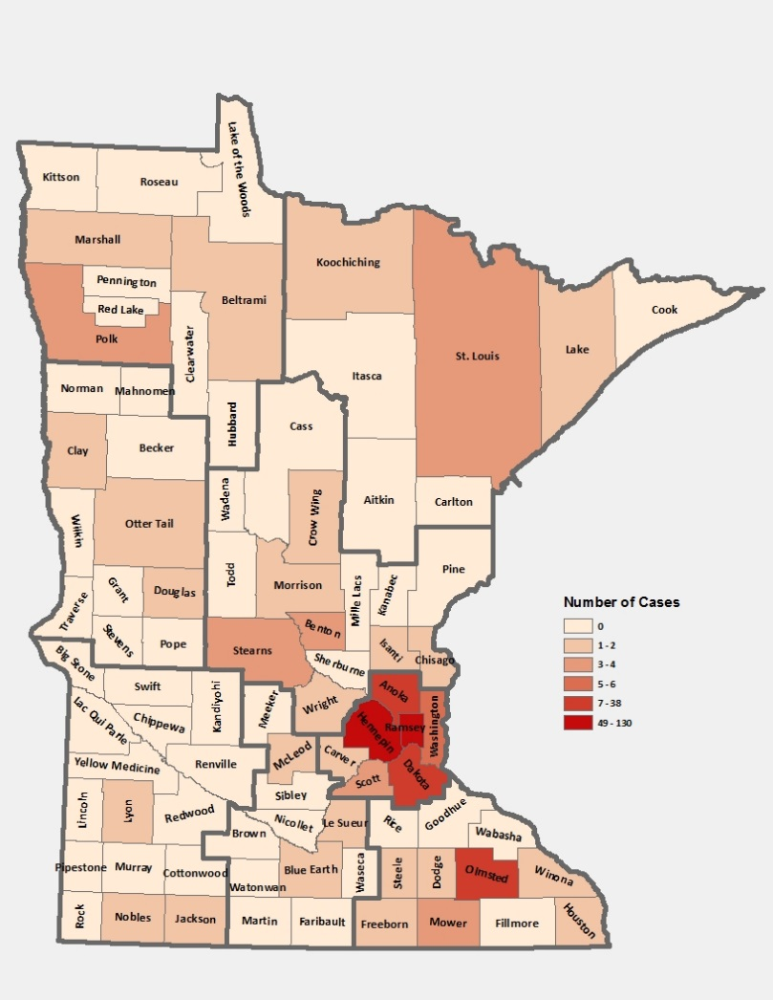 Lake of the Woods
Kittson
Roseau
Marshall
Koochiching
Pennington
Beltrami
Red Lake
Cook
Polk
Clearwater
St. Louis
Lake
Itasca
Norman
Mahnomen
Hubbard
Cass
Clay
Becker
Wadena
Aitkin
Carlton
Crow Wing
Otter Tail
Wilkin
Todd
Pine
Morrison
Mille Lacs
Kanabec
Grant
Douglas
Traverse
Benton
Stevens
Pope
Stearns
Isanti
Chisago
Big Stone
Sherburne
Swift
Anoka
Kandiyohi
Meeker
Wright
Lac Qui Parle
Chippewa
Hennepin
Ramsey
Washington
McLeod
Carver
Yellow Medicine
Renville
Dakota
Scott
Sibley
Lincoln
Lyon
Redwood
Nicollet
Le Sueur
Rice
Goodhue
Brown
Wabasha
Pipestone
Murray
Cottonwood
Blue Earth
Waseca
Steele
Dodge
Olmsted
Winona
Watonwan
Rock
Nobles
Jackson
Martin
Faribault
Freeborn
Mower
Fillmore
Houston
Number of Cases
0
1 - 2
3 - 4
5 - 6
7 - 38
49 - 130